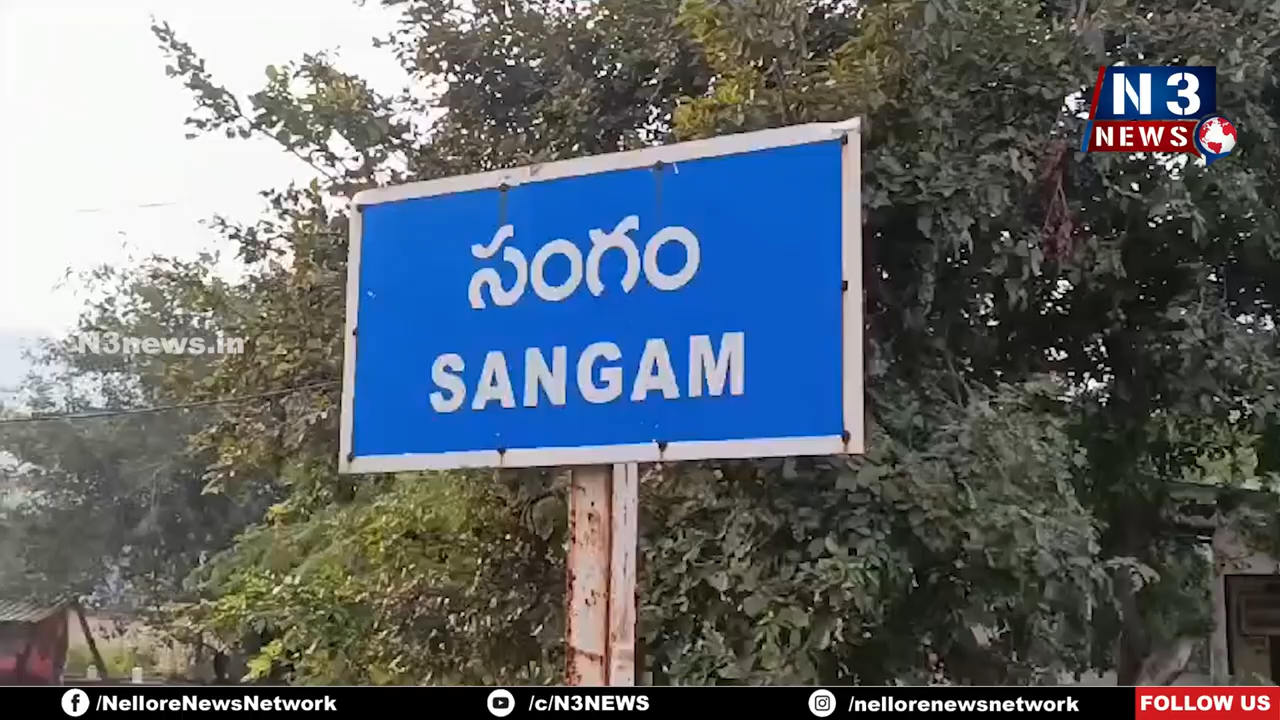 N3
NEWS
సంగం
SANGAM
N3news.in
/NelloreNewsNetwork
/c/N3NEWS
/nellorenewsnetwork
FOLLOW US